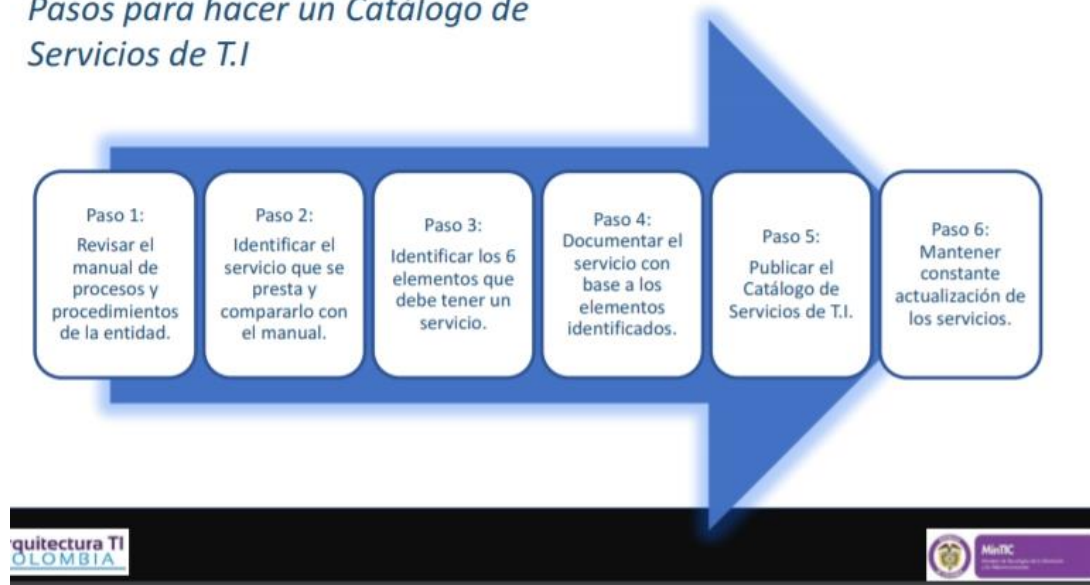 Pasos para hacer un Catálogo de
Servicios de T.I
Paso 1:
Revisar el
manual de
procesos y
procedimientos
de la entidad.
Paso 2:
Identificar el
servicio que se
presta y
compararlo con
el manual.
Paso 3:
Identificar los 6
elementos que
debe tener un
servicio.
Paso 4:
Documentar el
servicio con
base a los
elementos
identificados.
Paso 5:
Publicar el
Catálogo de
Servicios de T.I.
Paso 6:
Mantener
constante
actualización de
los servicios.
rquitectura TI
OLOMBIA
MinTIC